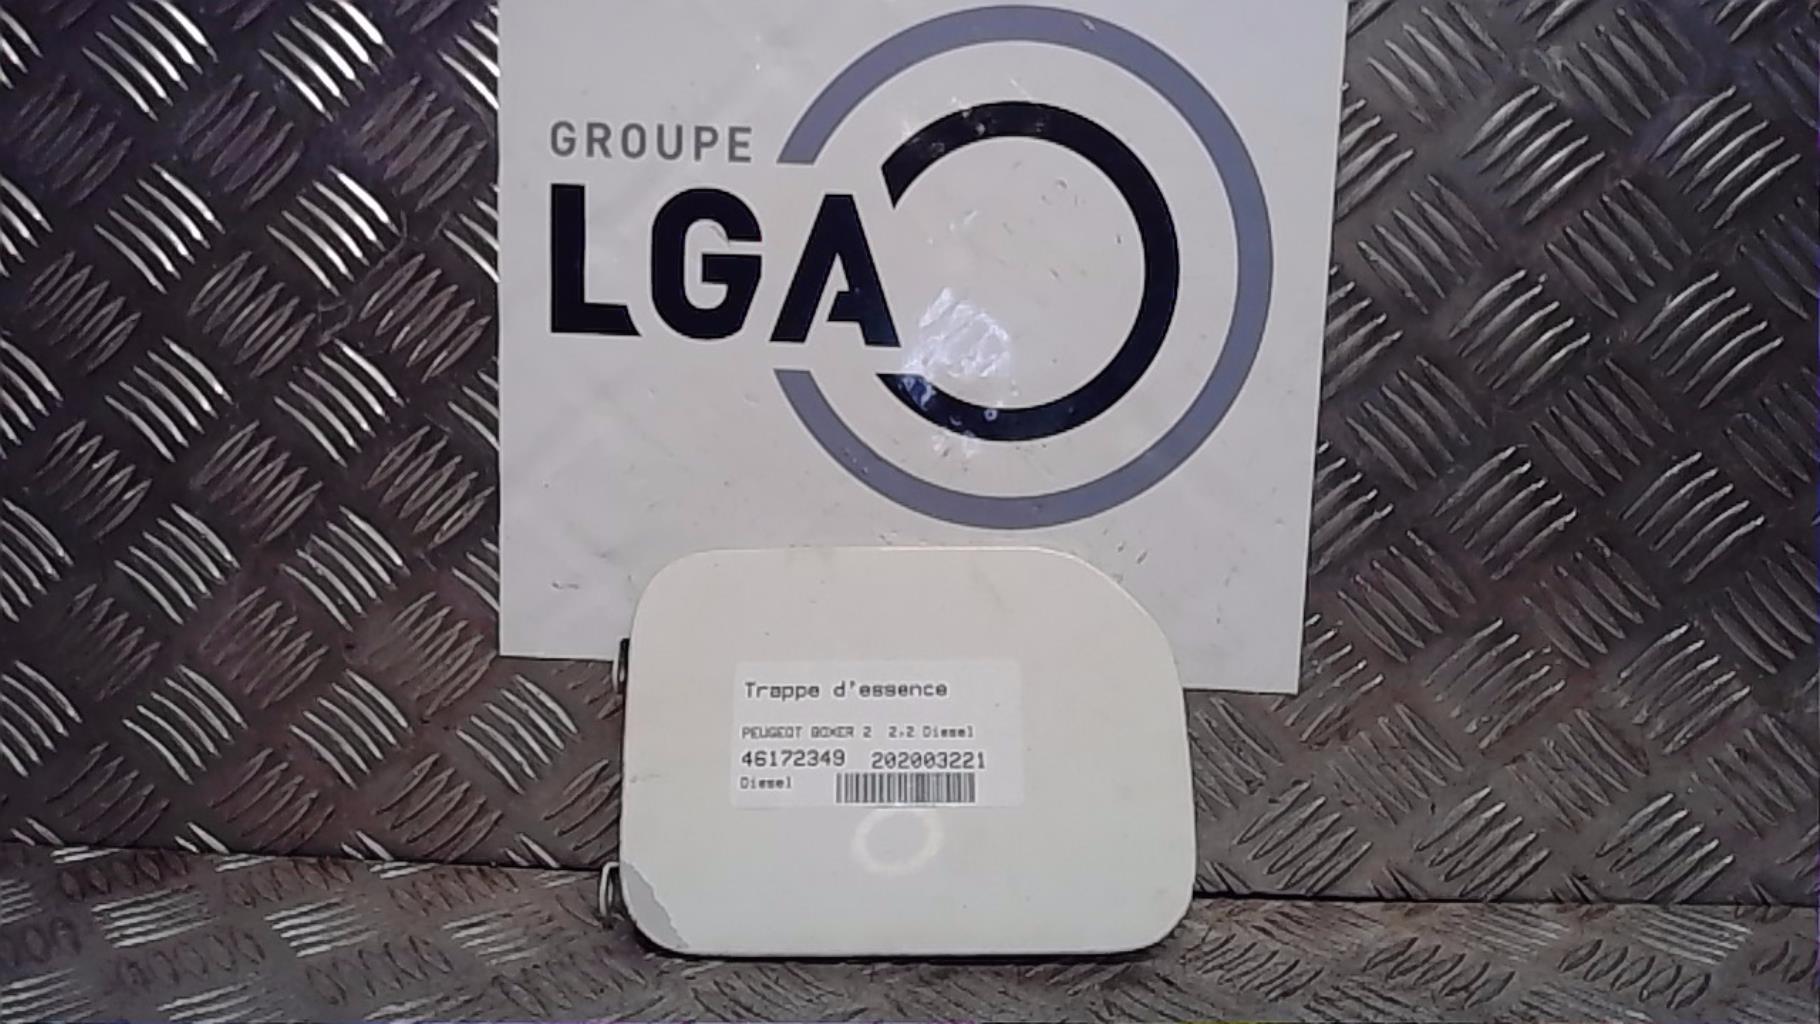 GROUPE
LGA
Trappe d'essence
PEUGEOT BOXER 2 2.2 Diesel
46172349 202003221
Diesel